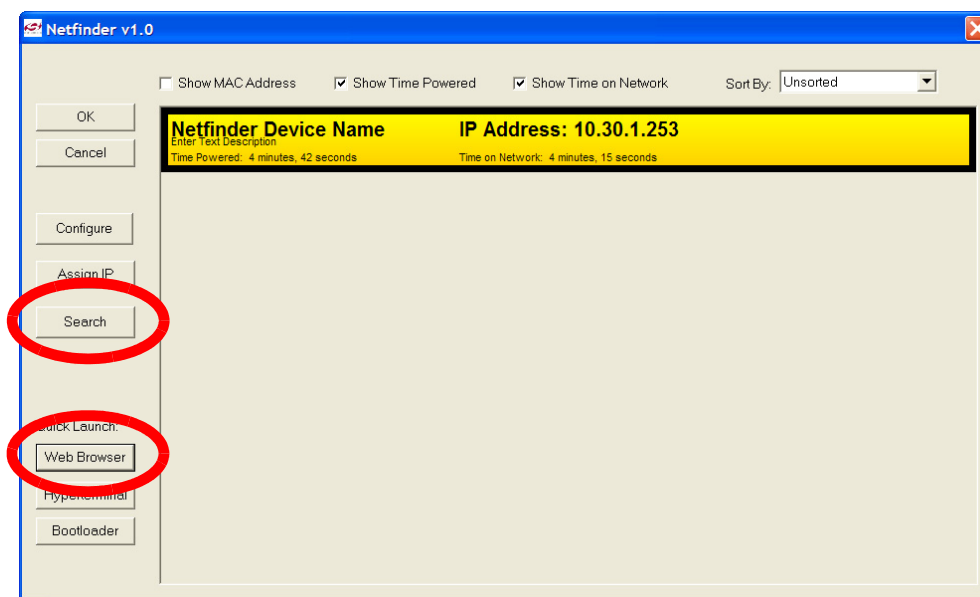 Netfinder v1.0
Show MAC Address Show Time Powered Show Time on Network Sort By: Unsorted
OK
Cancel
Configure
Assign IP
Search
Quick Launch:
Web Browser
HyperTerminal
Bootloader
Netfinder Device Name IP Address: 10.30.1.253
Enter Text Description
Time Powered: 4 minutes, 42 seconds Time on Network: 4 minutes, 15 seconds